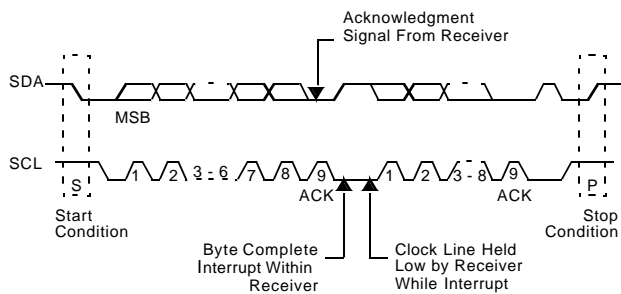 Acknowledgment
Signal From Receiver
SDA
MSB
SCL
S
1
2
3 - 6
7
8
9
1
2
3 - 8
9
P
ACK
ACK
Start
Condition
Stop
Condition
Byte Complete
Interrupt Within
Receiver
Clock Line Held
Low by Receiver
While Interrupt